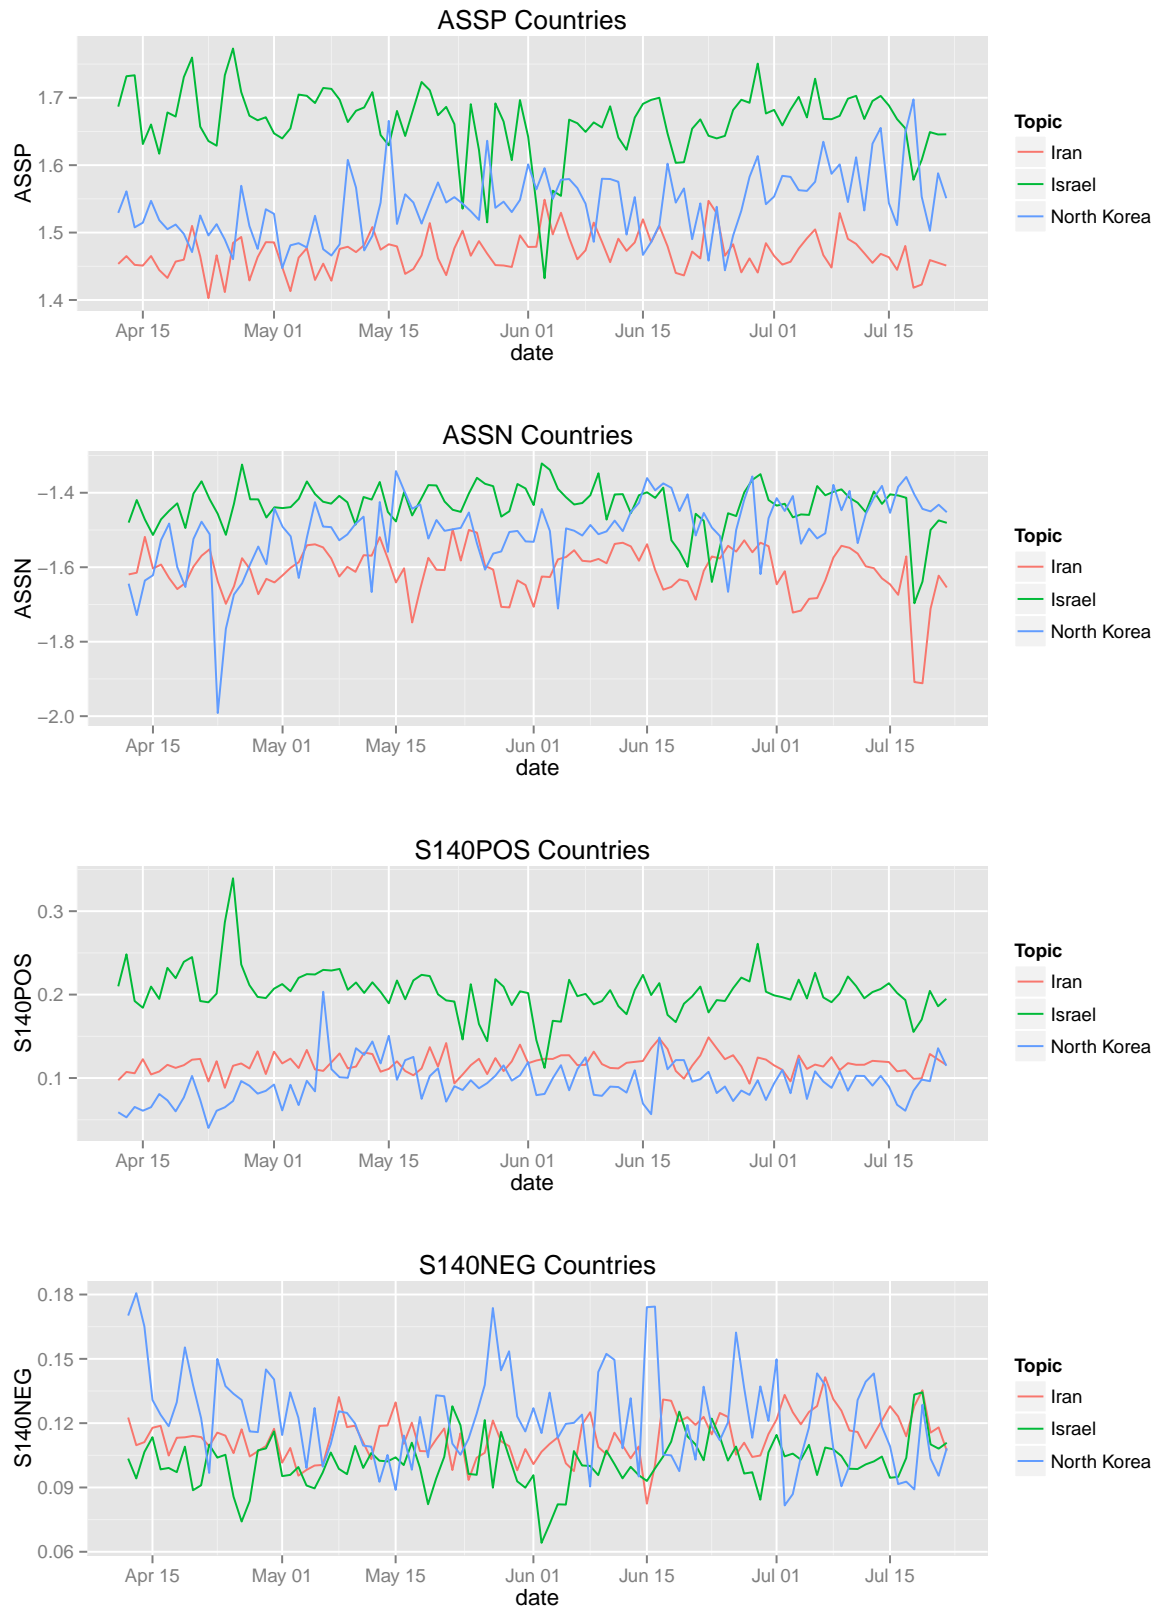 ASSP Countries
1.7
1.6
1.5
1.4
ASSP
Apr 15 May 01 May 15 Jun 01 Jun 15 Jul 01 Jul 15
date
Topic
Iran
Israel
North Korea
ASSN Countries
−1.4
−1.6
−1.8
−2.0
ASSN
Apr 15 May 01 May 15 Jun 01 Jun 15 Jul 01 Jul 15
date
Topic
Iran
Israel
North Korea
S140POS Countries
0.3
0.2
0.1
S140POS
Apr 15 May 01 May 15 Jun 01 Jun 15 Jul 01 Jul 15
date
Topic
Iran
Israel
North Korea
S140NEG Countries
0.18
0.15
0.12
0.09
0.06
S140NEG
Apr 15 May 01 May 15 Jun 01 Jun 15 Jul 01 Jul 15
date
Topic
Iran
Israel
North Korea